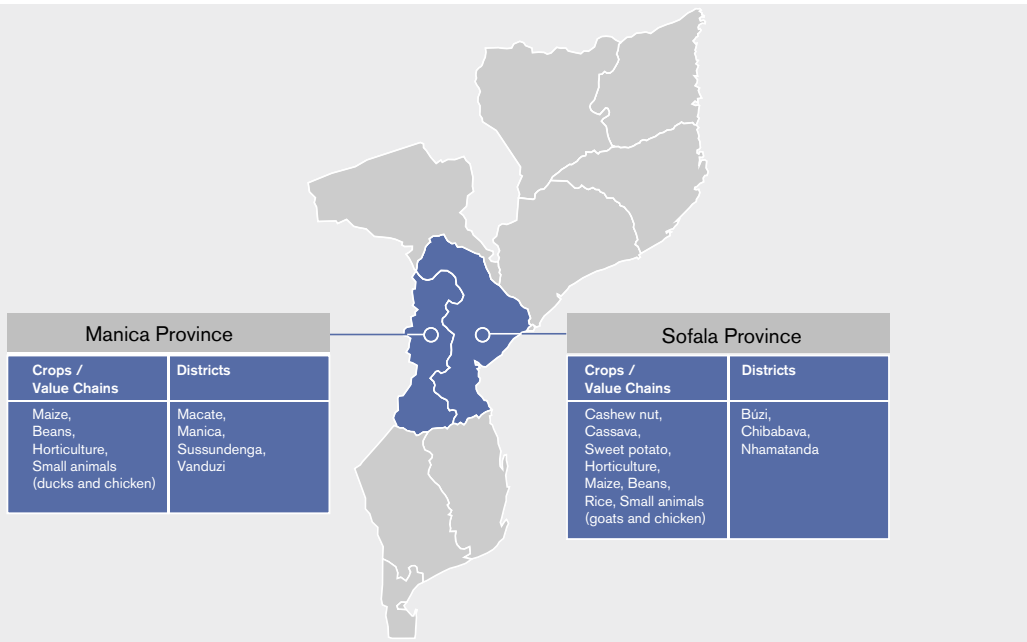 Manica Province
Crops /
Value Chains
Districts
Maize,
Beans,
Horticulture,
Small animals
(ducks and chicken)
Macate,
Manica,
Sussundenga,
Vanduzi
Sofala Province
Crops /
Value Chains
Districts
Cashew nut,
Cassava,
Sweet potato,
Horticulture,
Maize, Beans,
Rice, Small animals
(goats and chicken)
Búzi,
Chibabava,
Nhamatanda